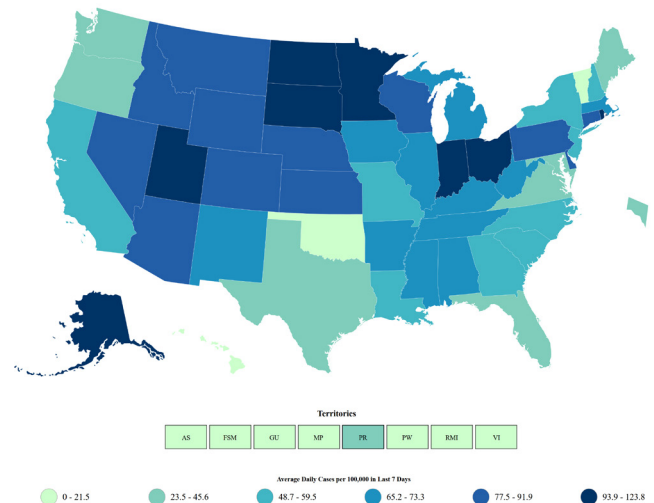 Territories
AS FSM GU MP PR PW RMI VI
Average Daily Cases per 100,000 in Last 7 Days
0 - 21.5 23.5 - 45.6 48.7 - 59.5 65.2 - 73.3 77.5 - 91.9 93.9 - 123.8